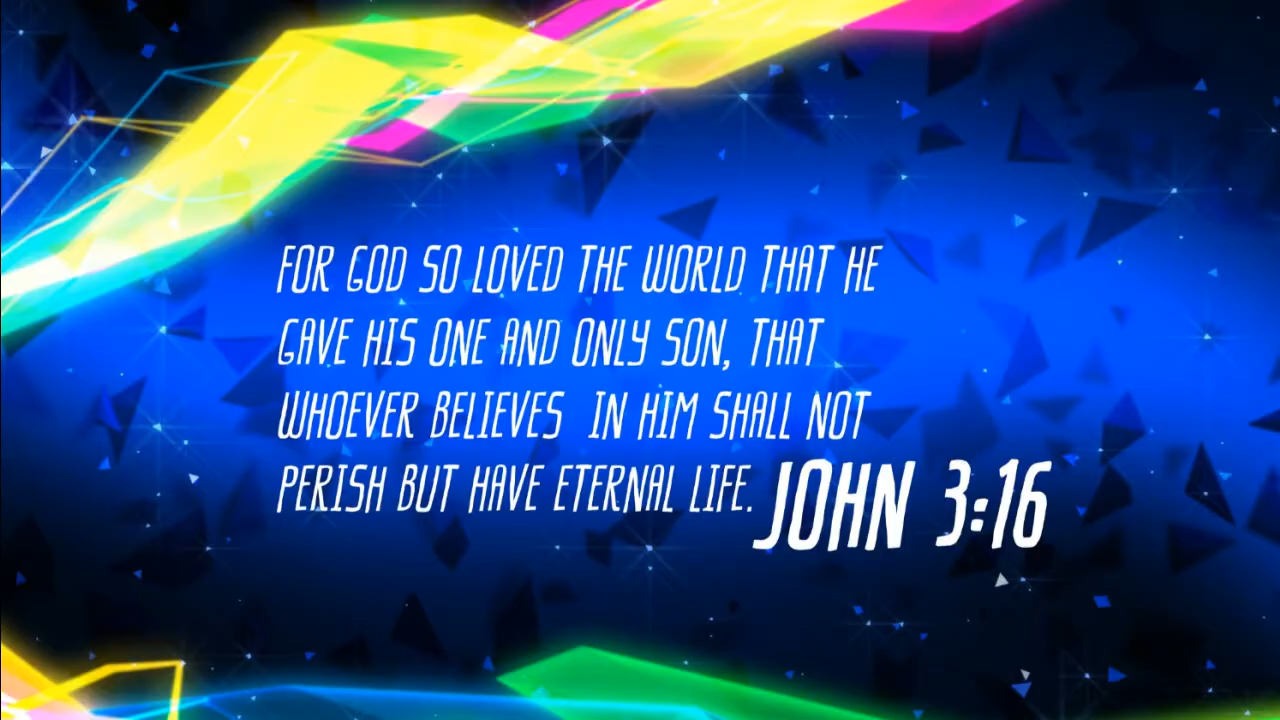 FOR GOD SO LOVED THE WORLD THAT HE
GAVE HIS ONE AND ONLY SON, THAT
WHOEVER BELIEVES IN HIM SHALL NOT
PERISH BUT HAVE ETERNAL LIFE.
JOHN 3:16